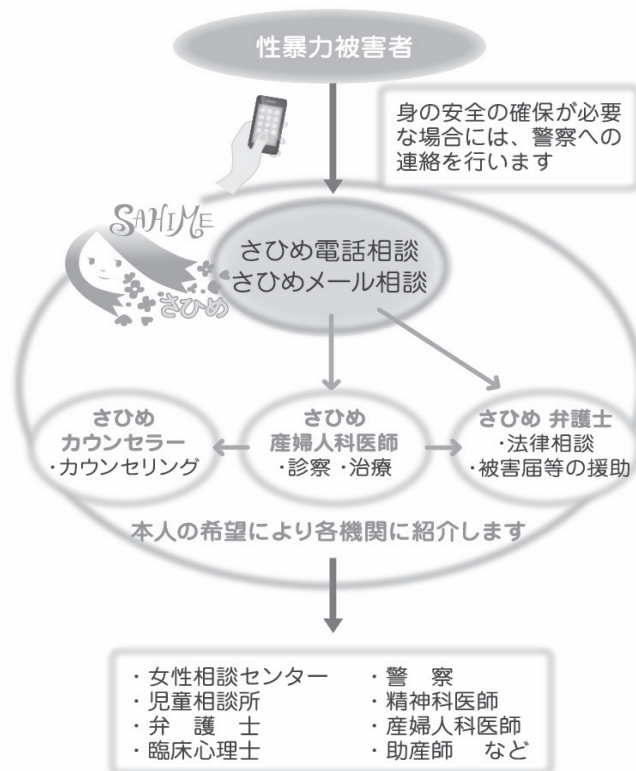 性暴力被害者
身の安全の確保が必要
な場合には、警察への
連絡を行います
SAHIME
さひめ
さひめ電話相談
さひめメール相談
さひめ
カウンセラー
・カウンセリング
さひめ
産婦人科医師
・診察・治療
さひめ 弁護士
・法律相談
・被害届等の援助
本人の希望により各機関に紹介します
・女性相談センター
・児童相談所
・弁　護　士
・臨床心理士
・警　察
・精神科医師
・産婦人科医師
・助産師　など